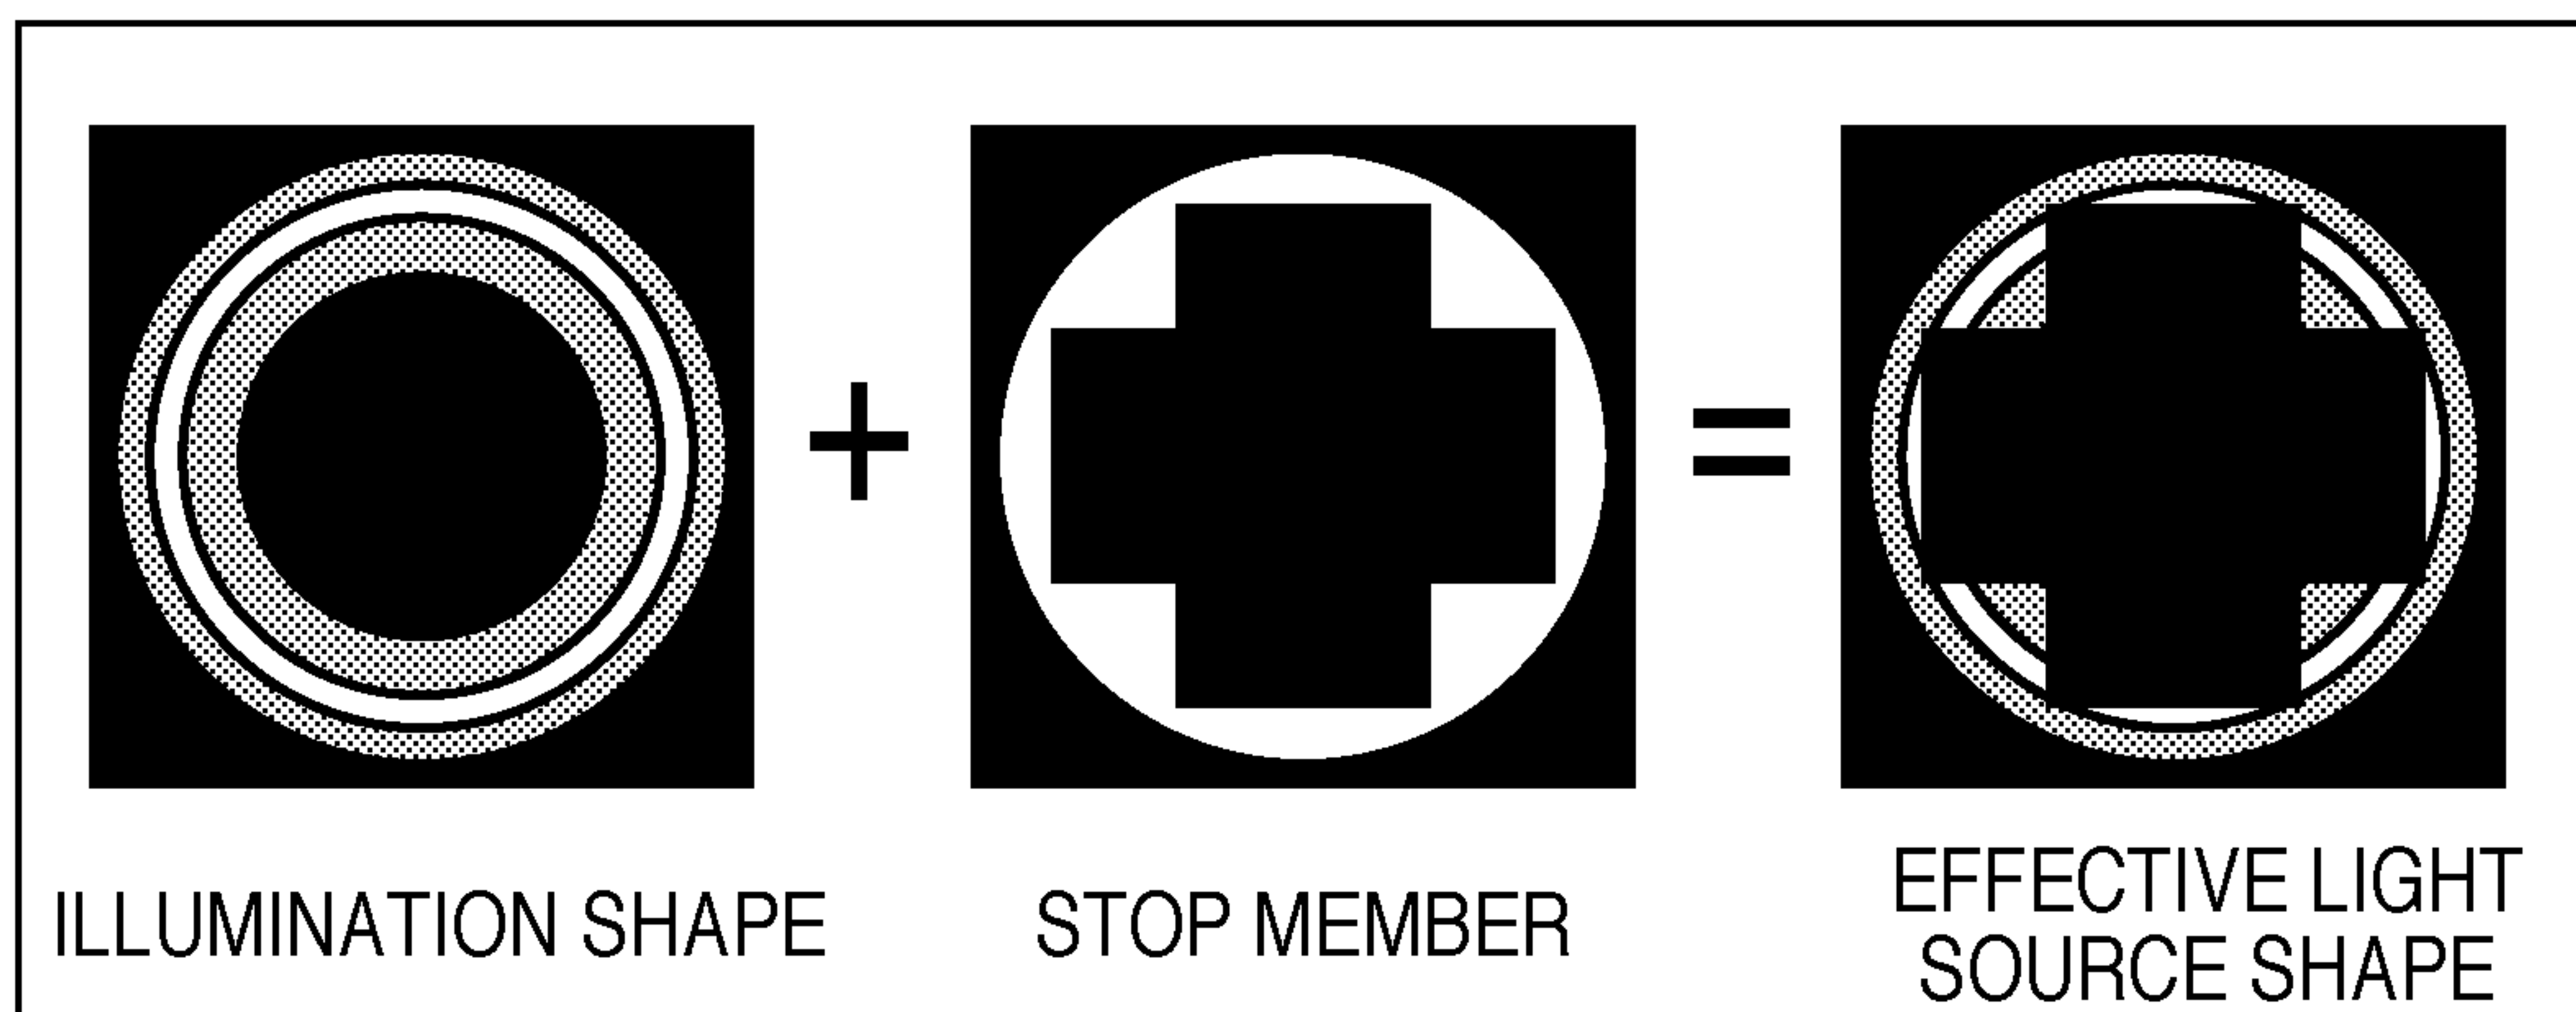 +
=
ILLUMINATION SHAPE
STOP MEMBER
EFFECTIVE LIGHT
SOURCE SHAPE